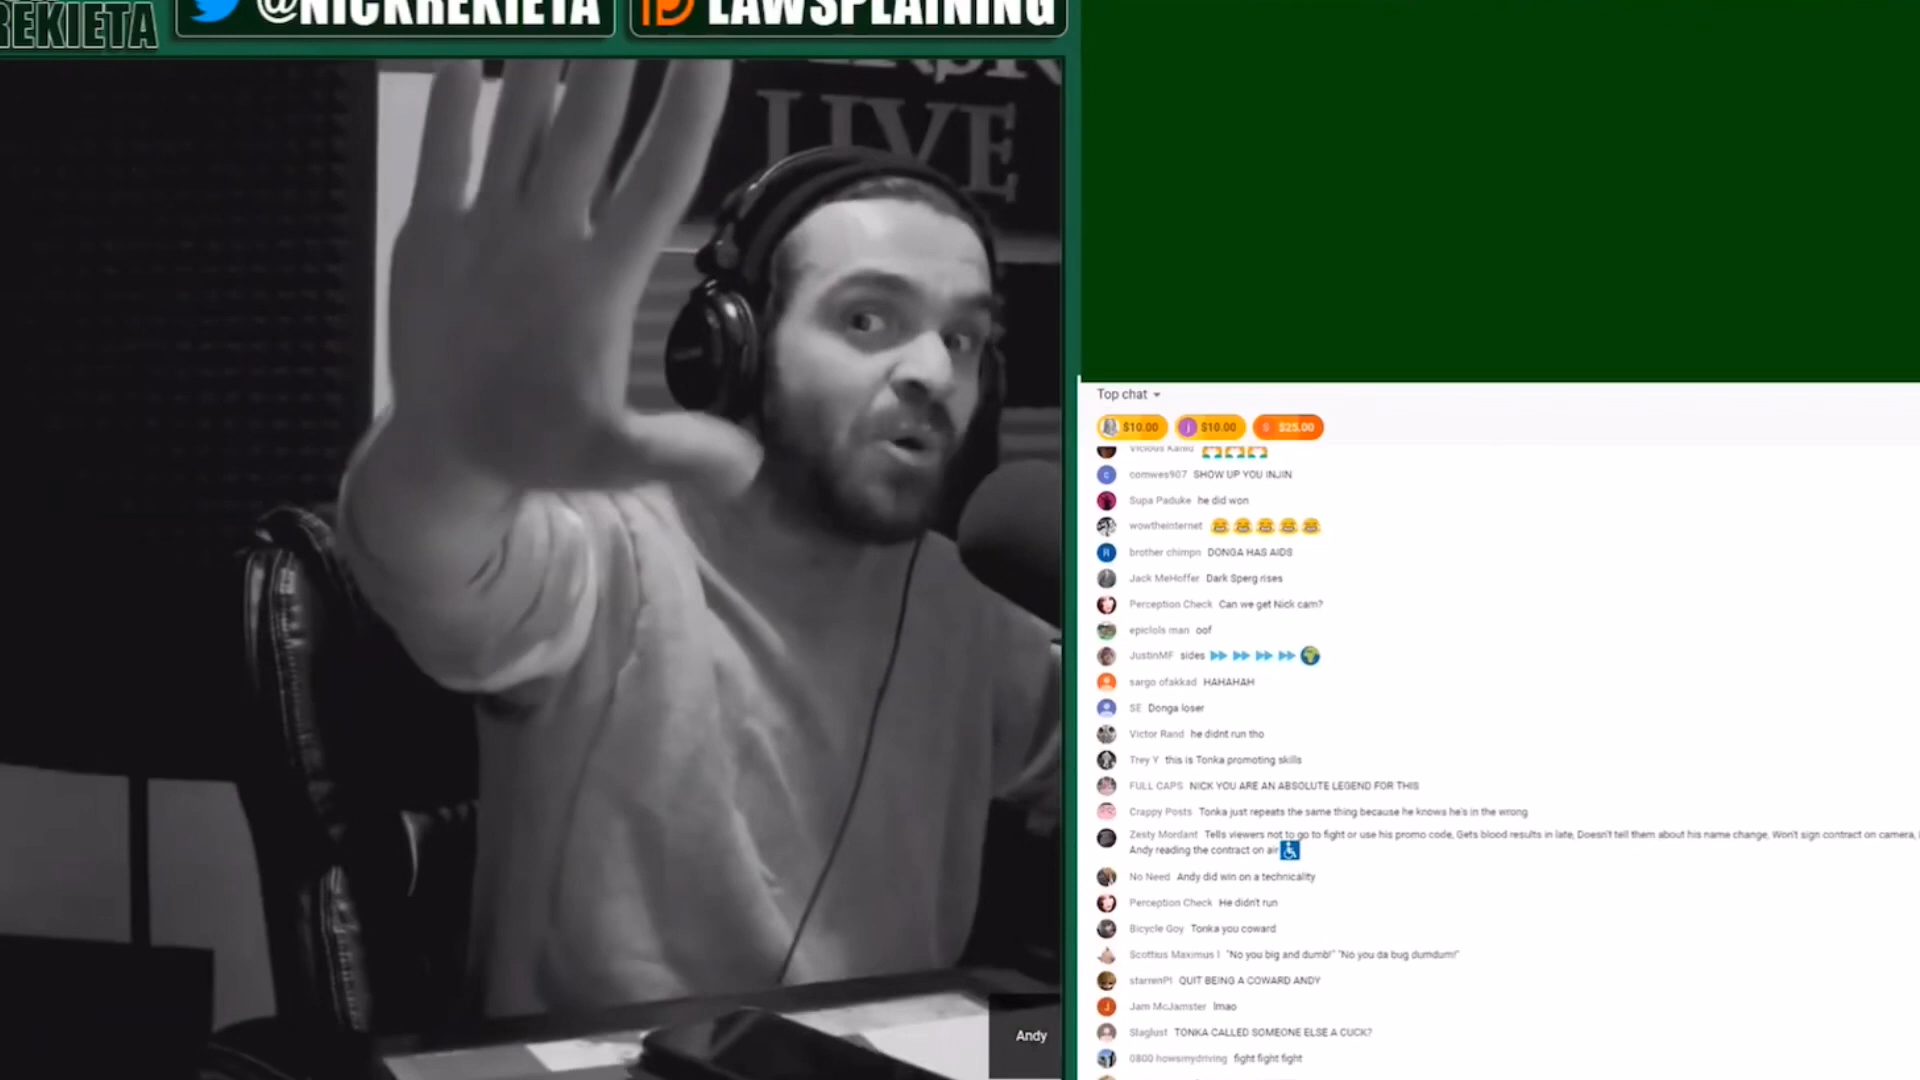 REKIETA
@NICKREKIETA
LAWSPLAINING
LIVE
Top chat
$10.00
$10.00
S $25.00
comwes907 SHOW UP YOU INJIN
Supa Paduke he did won
wowtheinternet
brother chimpn DONGA HAS AIDS
Jack MeHoffer Dark Sperg rises
Perception Check Can we get Nick cam?
epiclols man oof
JustinMF sides
sargo ofakkad HAHAHAH
SE Donga loser
Victor Rand he didnt run tho
Trey Y this is Tonka promoting skills
FULL CAPS NICK YOU ARE AN ABSOLUTE LEGEND FOR THIS
Crappy Posts Tonka just repeats the same thing because he knows he's in the wrong
Zesty Mordant Tells viewers not to go to fight or use his promo code, Gets blood results in late, Doesn't tell them about his name change, Won't sign contract on camera,
Andy reading the contract on air
No Need Andy did win on a technicality
Perception Check He didn't run
Bicycle Goy Tonka you coward
Scottius Maximus I "No you big and dumb!" "No you da bug dumdum!"
starrenPI QUIT BEING A COWARD ANDY
Jam McJamster lmao
Slaglust TONKA CALLED SOMEONE ELSE A CUCK?
0800 howsmydriving fight fight fight
Andy